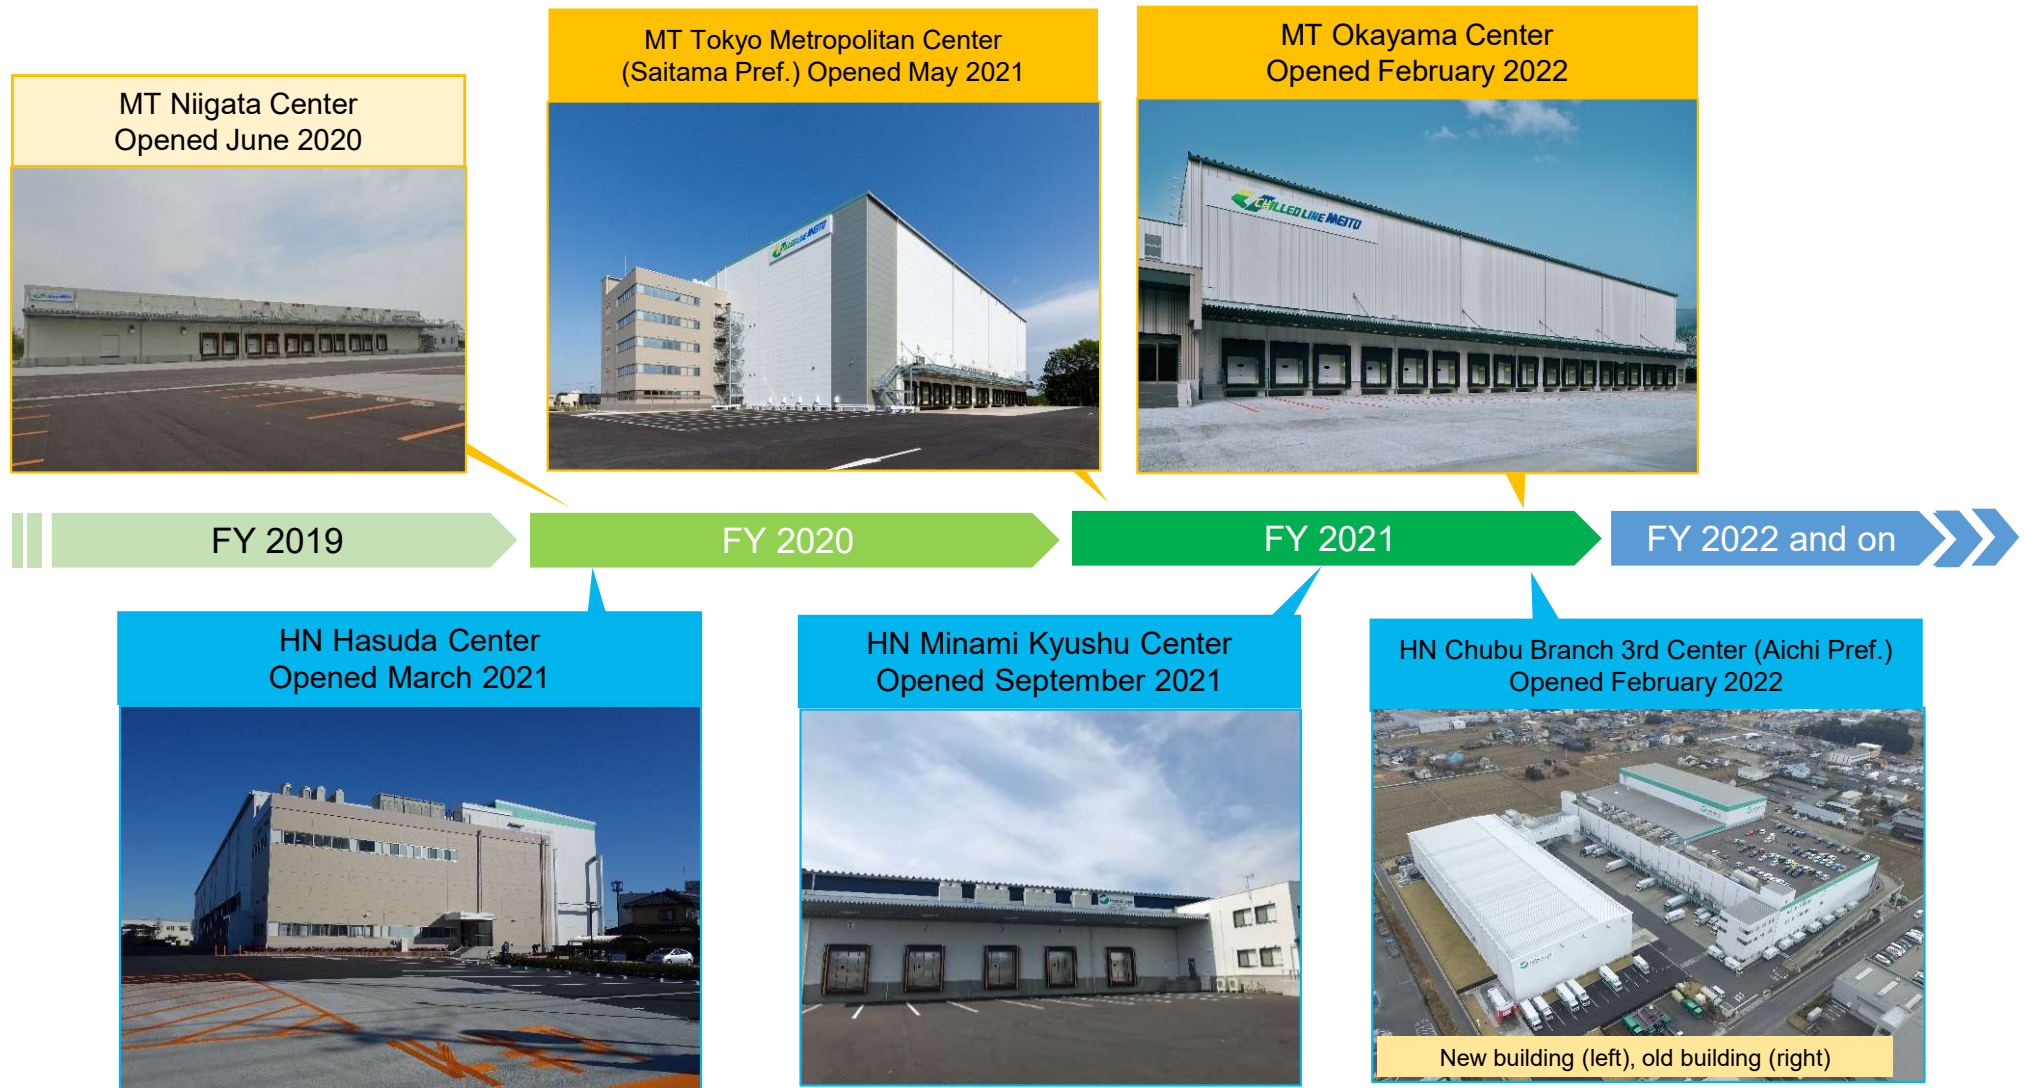 MT Niigata Center
Opened June 2020
MT Tokyo Metropolitan Center
(Saitama Pref.) Opened May 2021
CHILLED LINE MEITO
MT Okayama Center
Opened February 2022
CHILLED LINE MEITO
FY 2019
FY 2020
FY 2021
FY 2022 and on
HN Hasuda Center
Opened March 2021
HN Minami Kyushu Center
Opened September 2021
HN Chubu Branch 3rd Center (Aichi Pref.)
Opened February 2022
New building (left), old building (right)